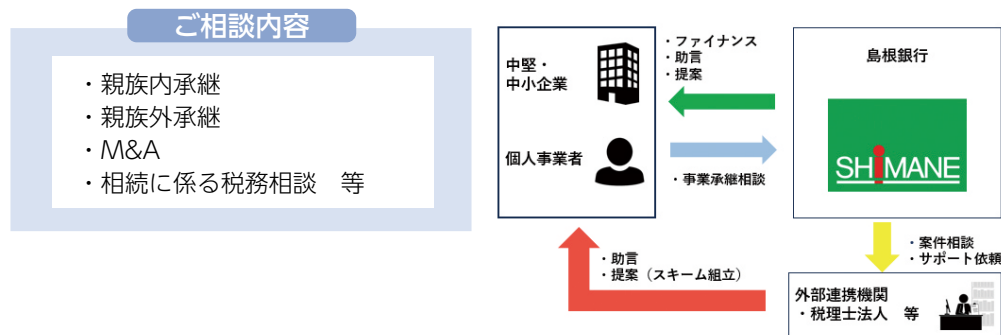 ご相談内容
・親族内承継
・親族外承継
・M&A
・相続に係る税務相談　等
中堅・
中小企業
個人事業者
・ファイナンス
・助言
・提案
・事業承継相談
島根銀行
SHiMANE
・案件相談
・サポート依頼
・助言
・提案（スキーム組立）
外部連携機関
・税理士法人　等